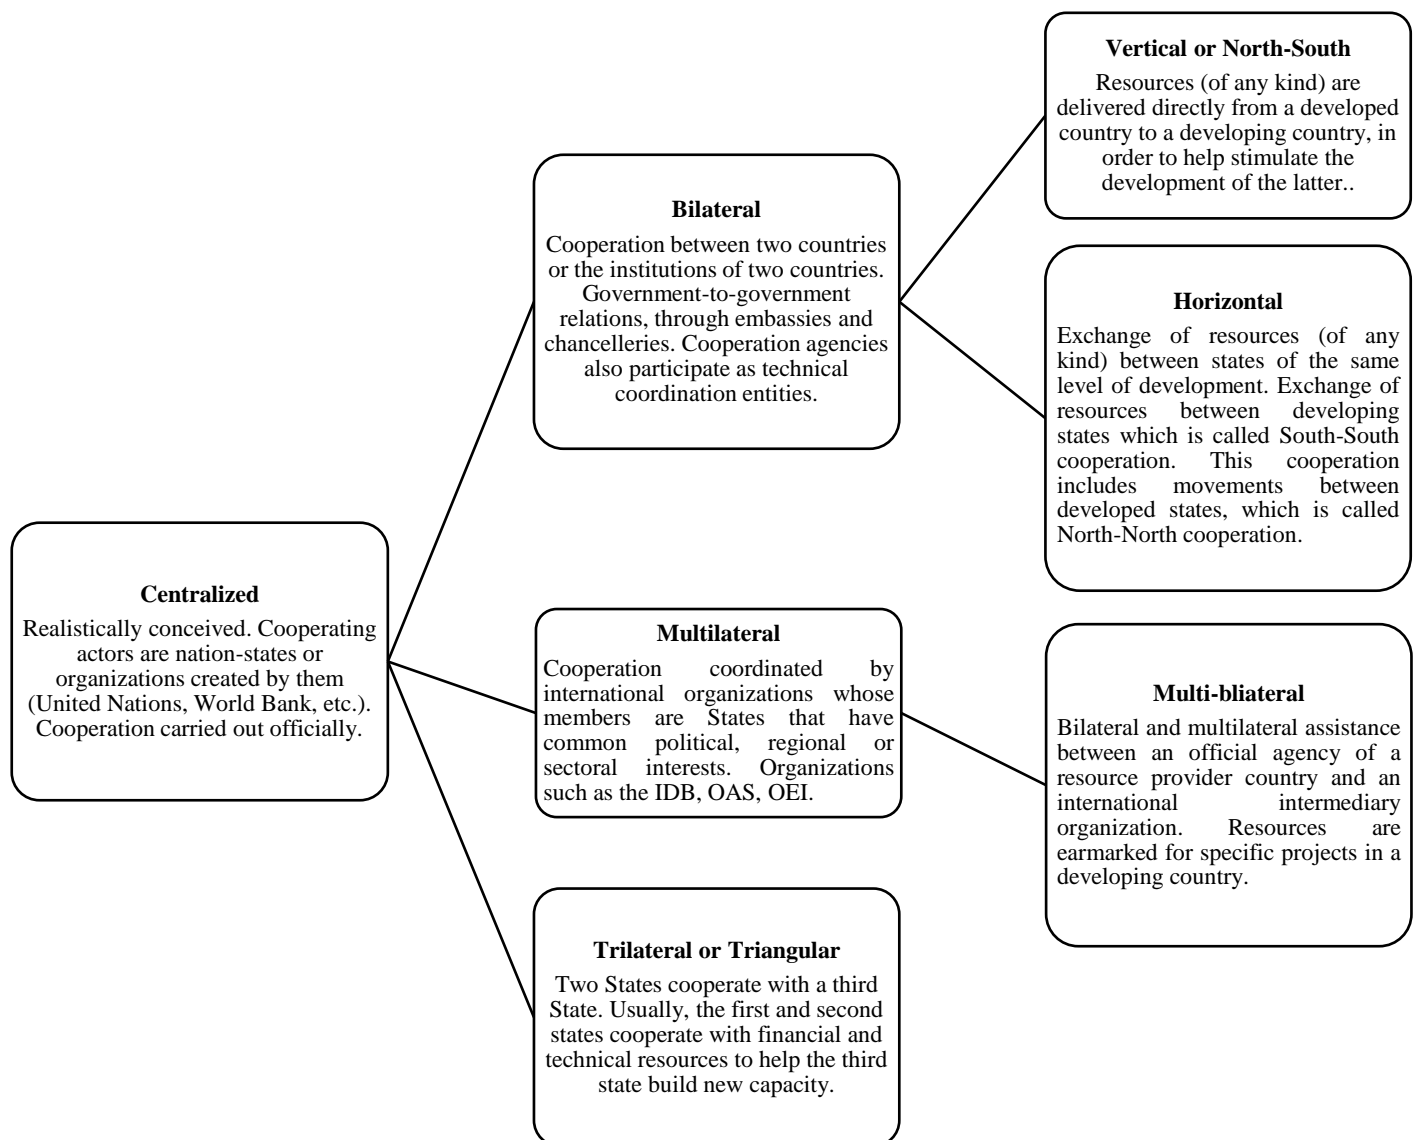 Centralized
Realistically conceived. Cooperating
actors are nation-states or
organizations created by them
(United Nations, World Bank, etc.).
Cooperation carried out officially.
Bilateral
Cooperation between two countries
or the institutions of two countries.
Government-to-government
relations, through embassies and
chancelleries. Cooperation agencies
also participate as technical
coordination entities.
Vertical or North-South
Resources (of any kind) are
delivered directly from a developed
country to a developing country, in
order to help stimulate the
development of the latter..
Horizontal
Exchange of resources (of any
kind) between states of the same
level of development. Exchange of
resources between developing
states which is called South-South
cooperation. This cooperation
includes movements between
developed states, which is called
North-North cooperation.
Multilateral
Cooperation coordinated by
international organizations whose
members are States that have
common political, regional or
sectoral interests. Organizations
such as the IDB, OAS, OEI.
Multi-bliateral
Bilateral and multilateral assistance
between an official agency of a
resource provider country and an
international intermediary
organization. Resources are
earmarked for specific projects in a
developing country.
Trilateral or Triangular
Two States cooperate with a third
State. Usually, the first and second
states cooperate with financial and
technical resources to help the third
state build new capacity.